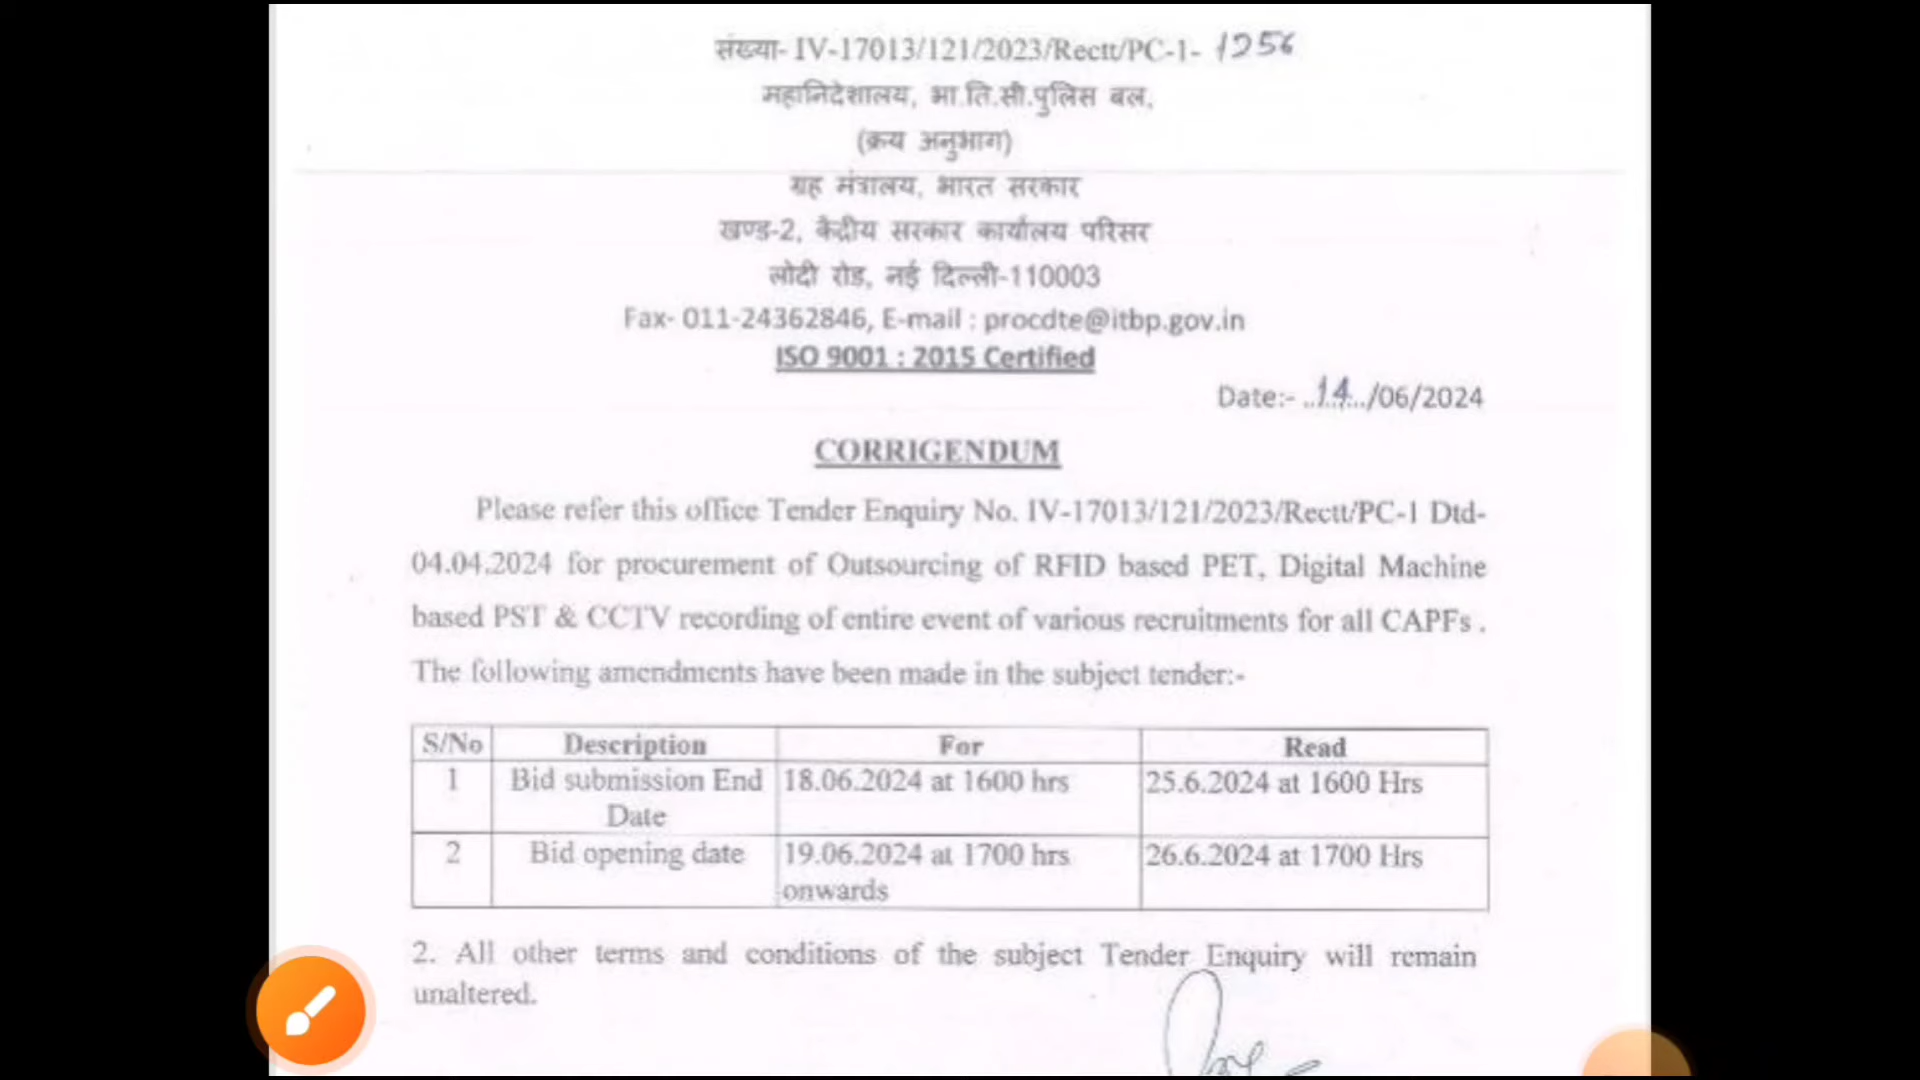 संख्या- IV-17013/121/2023/Rectt/PC-1- 1256
महानिदेशालय, भा.ति.सी.पुलिस बल,
(क्रय अनुभाग)
ग्रह मंत्रालय, भारत सरकार
खण्ड-2, केंद्रीय सरकार कार्यालय परिसर
लोदी रोड, नई दिल्ली-110003
Fax- 011-24362846, E-mail : procdte@itbp.gov.in
ISO 9001 : 2015 Certified
Date:- ..14../06/2024
CORRIGENDUM
Please refer this office Tender Enquiry No. IV-17013/121/2023/Rectt/PC-1 Dtd-
04.04.2024 for procurement of Outsourcing of RFID based PET, Digital Machine
based PST & CCTV recording of entire event of various recruitments for all CAPFs .
The following amendments have been made in the subject tender:-
S/No Description For Read
1 Bid submission End Date 18.06.2024 at 1600 hrs 25.6.2024 at 1600 Hrs
2 Bid opening date 19.06.2024 at 1700 hrs onwards 26.6.2024 at 1700 Hrs
2. All other terms and conditions of the subject Tender Enquiry will remain
unaltered.